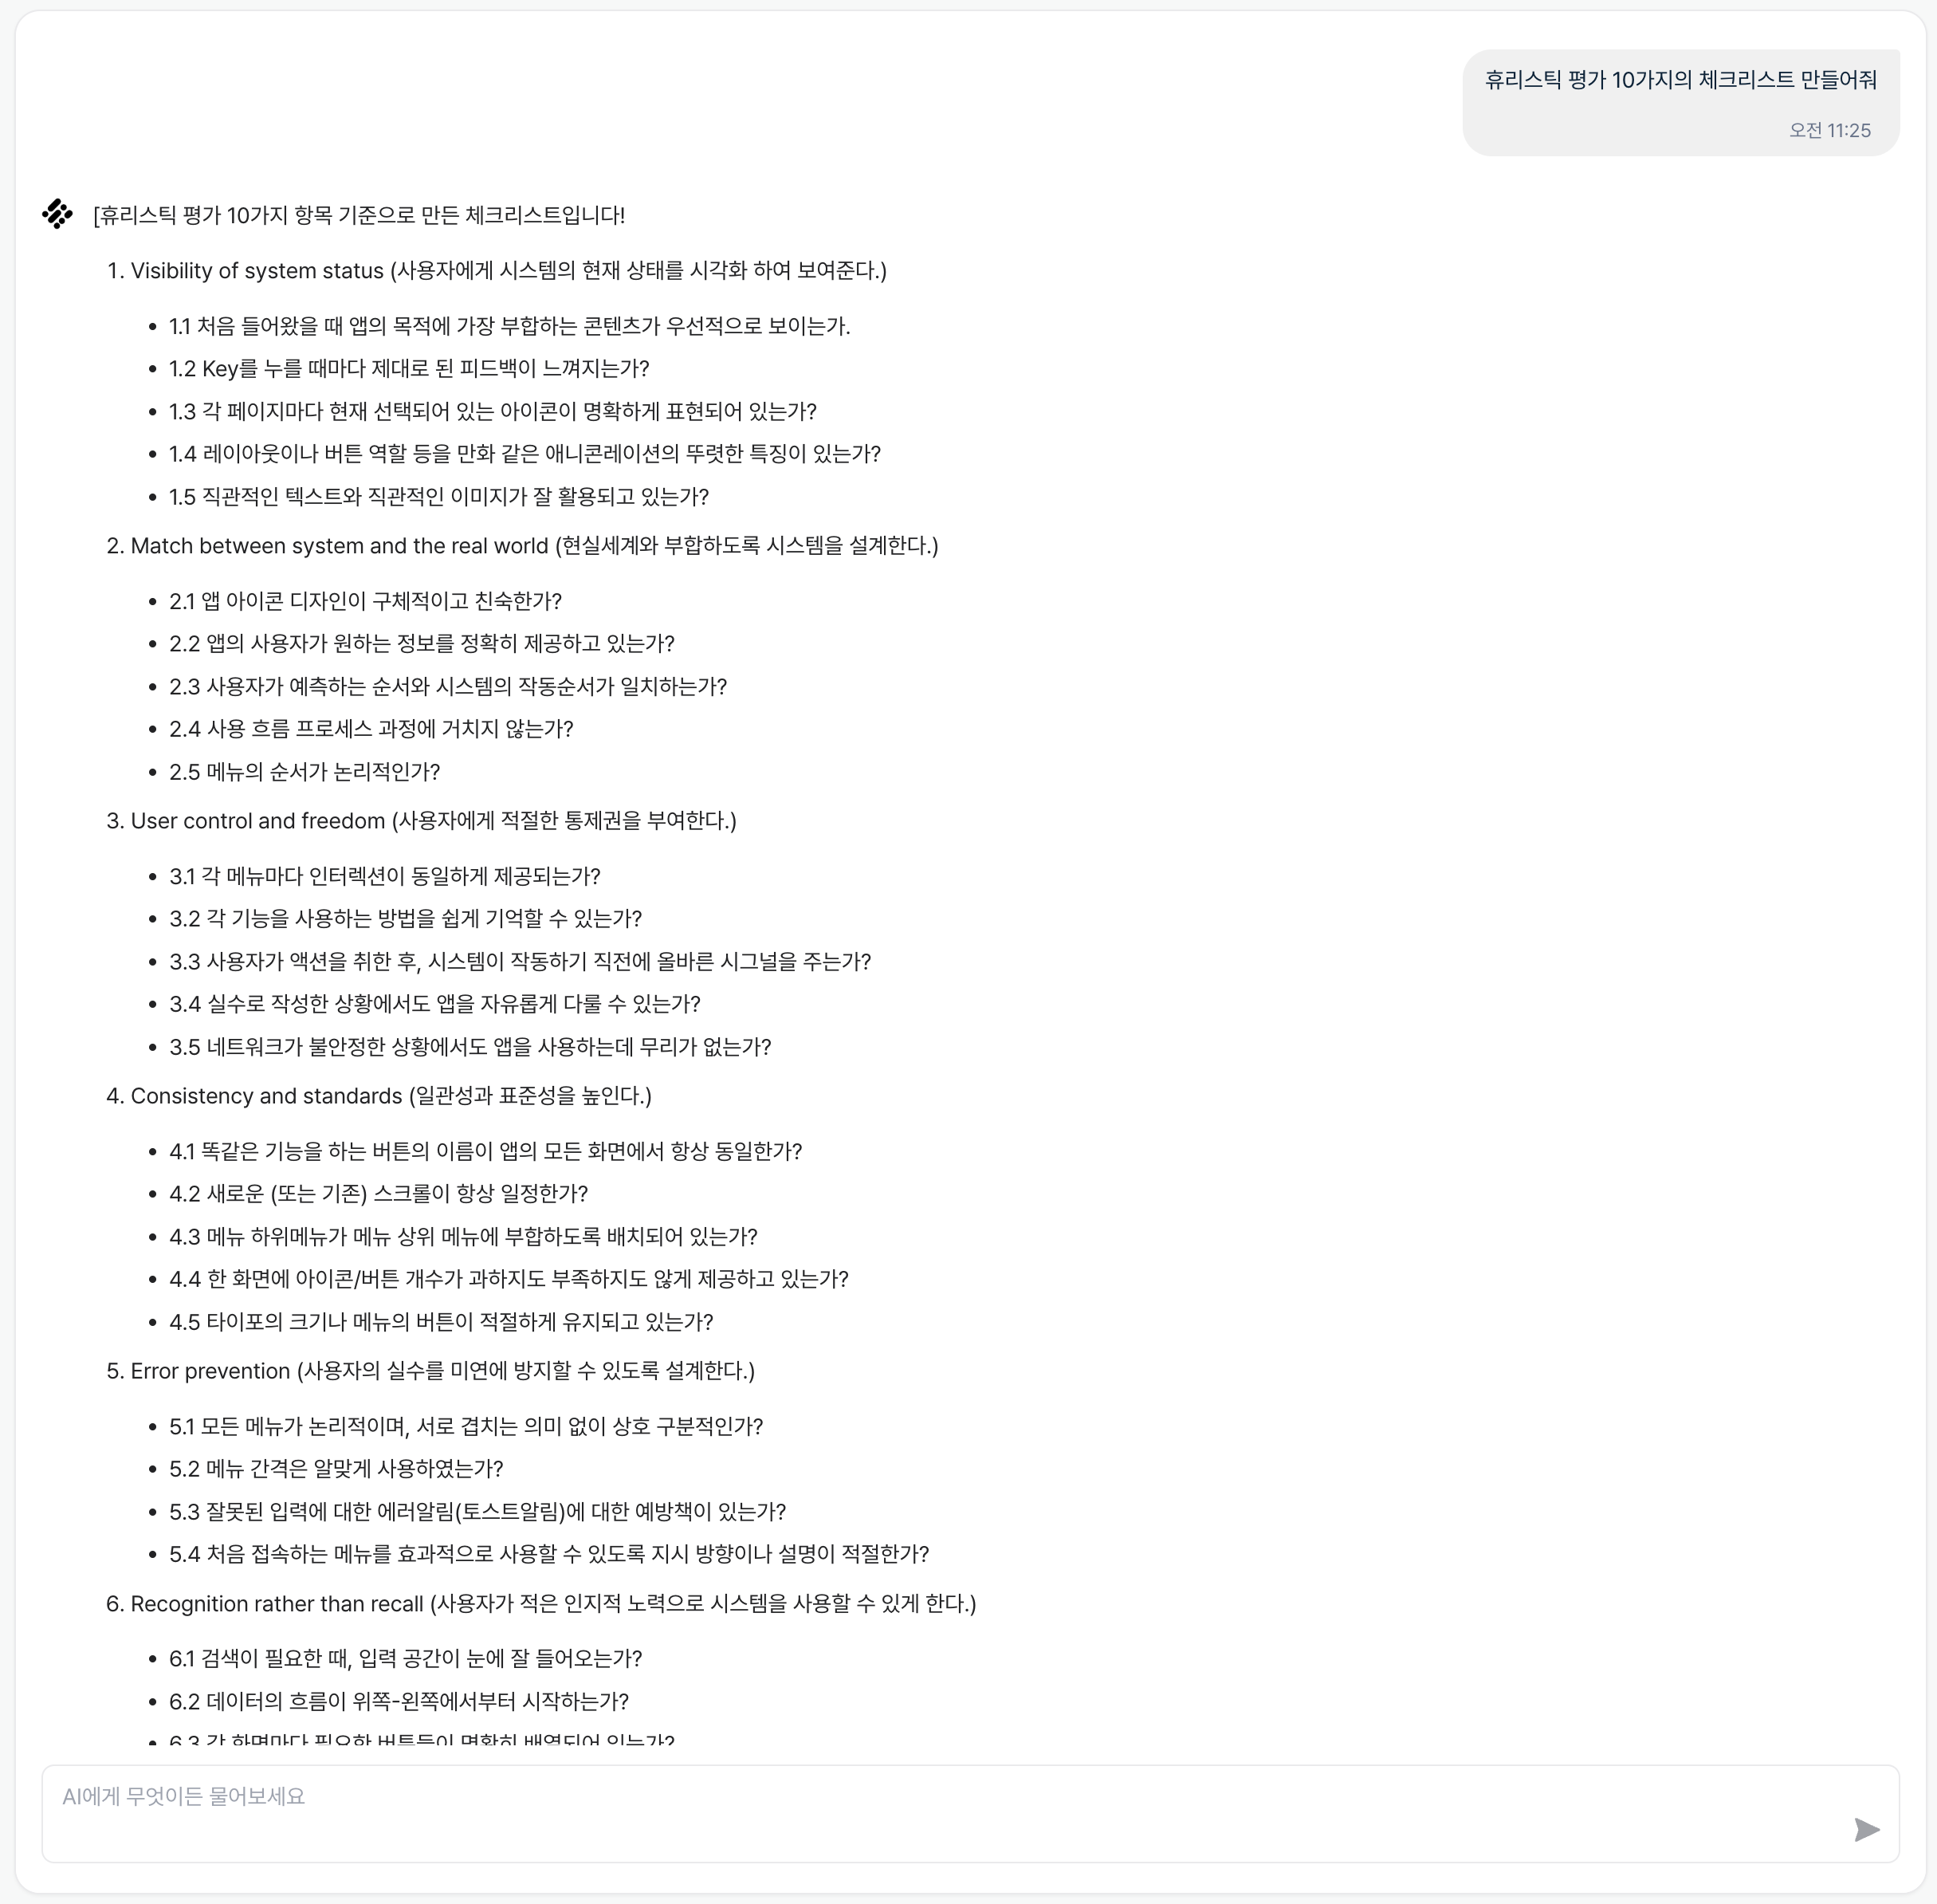 휴리스틱 평가 10가지의 체크리스트 만들어줘
오전 11:25
[휴리스틱 평가 10가지 항목 기준으로 만든 체크리스트입니다!
1. Visibility of system status (사용자에게 시스템의 현재 상태를 시각화 하여 보여준다.)
• 1.1 처음 들어왔을 때 앱의 목적에 가장 부합하는 콘텐츠가 우선적으로 보이는가.
• 1.2 Key를 누를 때마다 제대로 된 피드백이 느껴지는가?
• 1.3 각 페이지마다 현재 선택되어 있는 아이콘이 명확하게 표현되어 있는가?
• 1.4 레이아웃이나 버튼 역할 등을 만화 같은 애니콘레이션의 뚜렷한 특징이 있는가?
• 1.5 직관적인 텍스트와 직관적인 이미지가 잘 활용되고 있는가?
2. Match between system and the real world (현실세계와 부합하도록 시스템을 설계한다.)
• 2.1 앱 아이콘 디자인이 구체적이고 친숙한가?
• 2.2 앱의 사용자가 원하는 정보를 정확히 제공하고 있는가?
• 2.3 사용자가 예측하는 순서와 시스템의 작동순서가 일치하는가?
• 2.4 사용 흐름 프로세스 과정에 거치지 않는가?
• 2.5 메뉴의 순서가 논리적인가?
3. User control and freedom (사용자에게 적절한 통제권을 부여한다.)
• 3.1 각 메뉴마다 인터렉션이 동일하게 제공되는가?
• 3.2 각 기능을 사용하는 방법을 쉽게 기억할 수 있는가?
• 3.3 사용자가 액션을 취한 후, 시스템이 작동하기 직전에 올바른 시그널을 주는가?
• 3.4 실수로 작성한 상황에서도 앱을 자유롭게 다룰 수 있는가?
• 3.5 네트워크가 불안정한 상황에서도 앱을 사용하는데 무리가 없는가?
4. Consistency and standards (일관성과 표준성을 높인다.)
• 4.1 똑같은 기능을 하는 버튼의 이름이 앱의 모든 화면에서 항상 동일한가?
• 4.2 새로운 (또는 기존) 스크롤이 항상 일정한가?
• 4.3 메뉴 하위메뉴가 메뉴 상위 메뉴에 부합하도록 배치되어 있는가?
• 4.4 한 화면에 아이콘/버튼 개수가 과하지도 부족하지도 않게 제공하고 있는가?
• 4.5 타이포의 크기나 메뉴의 버튼이 적절하게 유지되고 있는가?
5. Error prevention (사용자의 실수를 미연에 방지할 수 있도록 설계한다.)
• 5.1 모든 메뉴가 논리적이며, 서로 겹치는 의미 없이 상호 구분적인가?
• 5.2 메뉴 간격은 알맞게 사용하였는가?
• 5.3 잘못된 입력에 대한 에러알림(토스트알림)에 대한 예방책이 있는가?
• 5.4 처음 접속하는 메뉴를 효과적으로 사용할 수 있도록 지시 방향이나 설명이 적절한가?
6. Recognition rather than recall (사용자가 적은 인지적 노력으로 시스템을 사용할 수 있게 한다.)
• 6.1 검색이 필요한 때, 입력 공간이 눈에 잘 들어오는가?
• 6.2 데이터의 흐름이 위쪽-왼쪽에서부터 시작하는가?
• 6.3 각 화면마다 필요한 버튼들이 명확히 배열되어 있는가?
AI에게 무엇이든 물어보세요